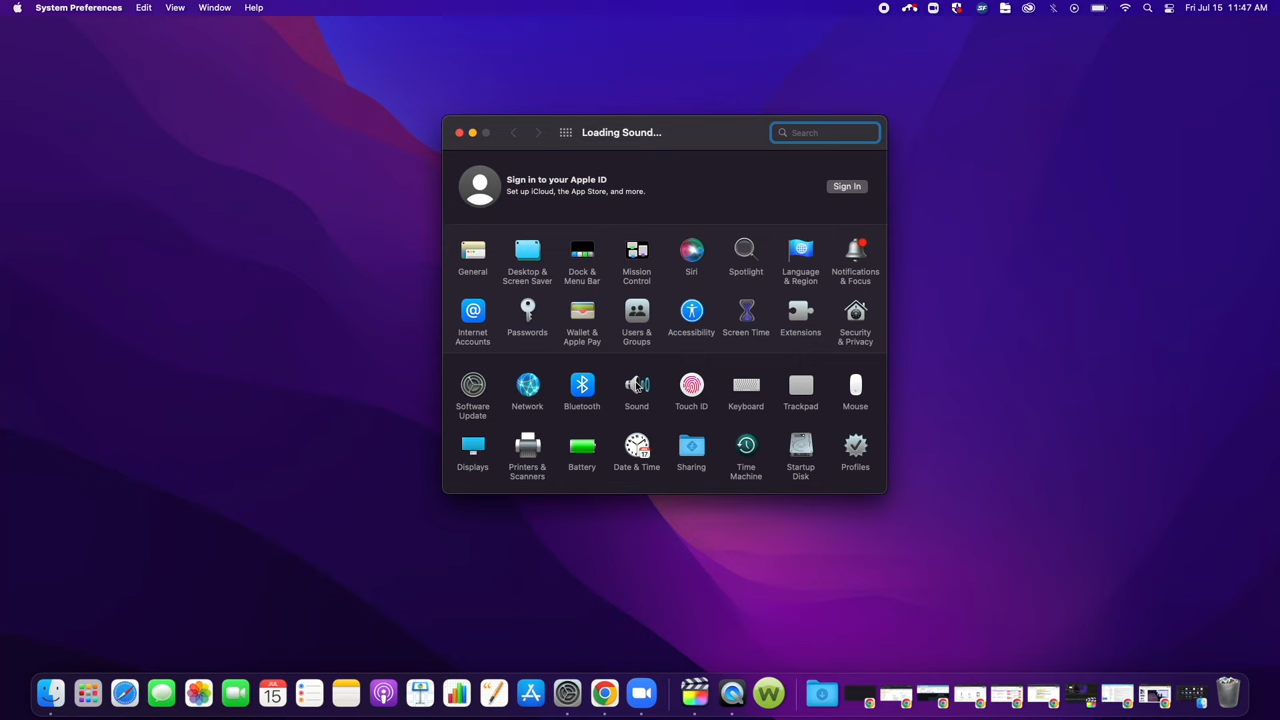 System Preferences Edit View Window Help
Fri Jul 15 11:47 AM
Loading Sound...
Search
Sign in to your Apple ID
Set up iCloud, the App Store, and more.
Sign In
General
Desktop &
Screen Saver
Dock &
Menu Bar
Mission
Control
Siri
Spotlight
Language
& Region
Notifications
& Focus
Internet
Accounts
Passwords
Wallet &
Apple Pay
Users &
Groups
Accessibility
Screen Time
Extensions
Security
& Privacy
Software
Update
Network
Bluetooth
Sound
Touch ID
Keyboard
Trackpad
Mouse
Displays
Printers &
Scanners
Battery
Date & Time
Sharing
Time
Machine
Startup
Disk
Profiles
JUL
15